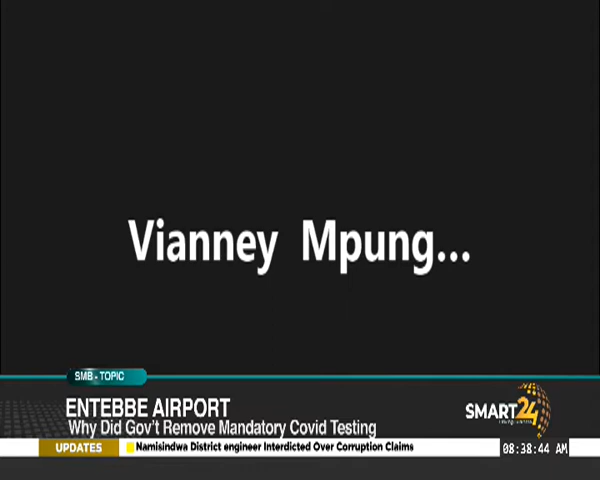 Vianney Mpung...
SMB - TOPIC
ENTEBBE AIRPORT
Why Did Gov't Remove Mandatory Covid Testing
SMART24
UPDATES
Namisindwa District engineer Interdicted Over Corruption Claims
08:38:44 AM